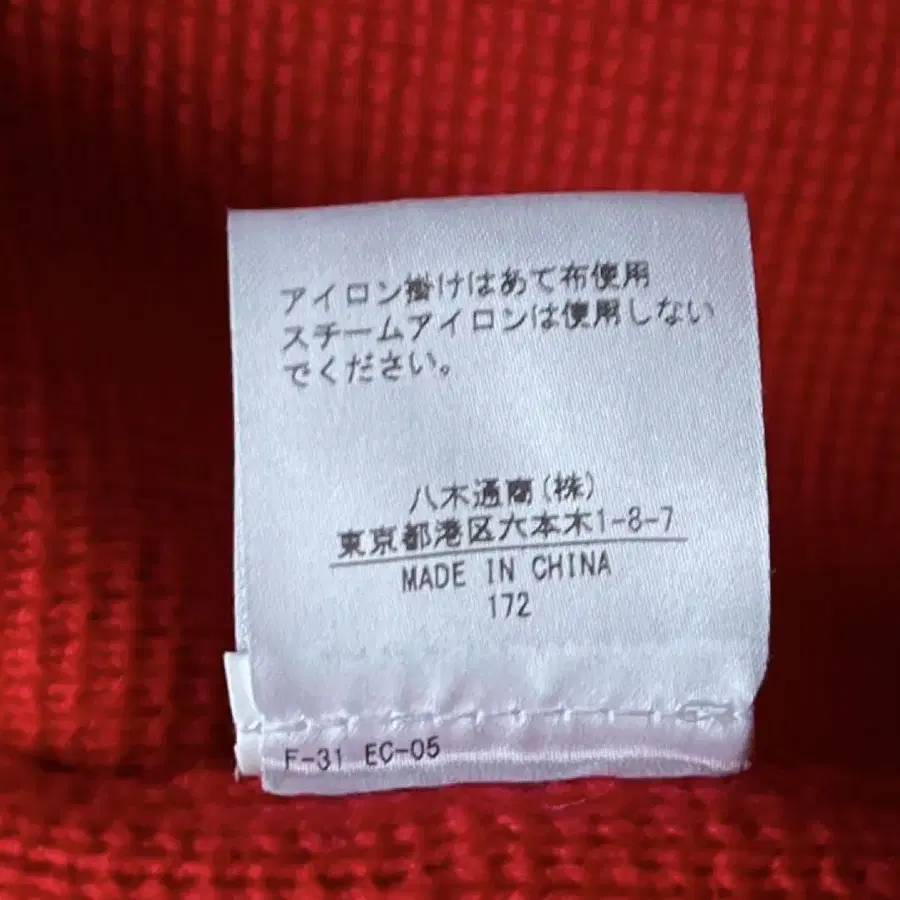 アイロン掛けはあて布使用
スチームアイロンは使用しない
でください。
八木通商(株)
東京都港区六本木1-8-7
MADE IN CHINA
172
F-31 EC-05